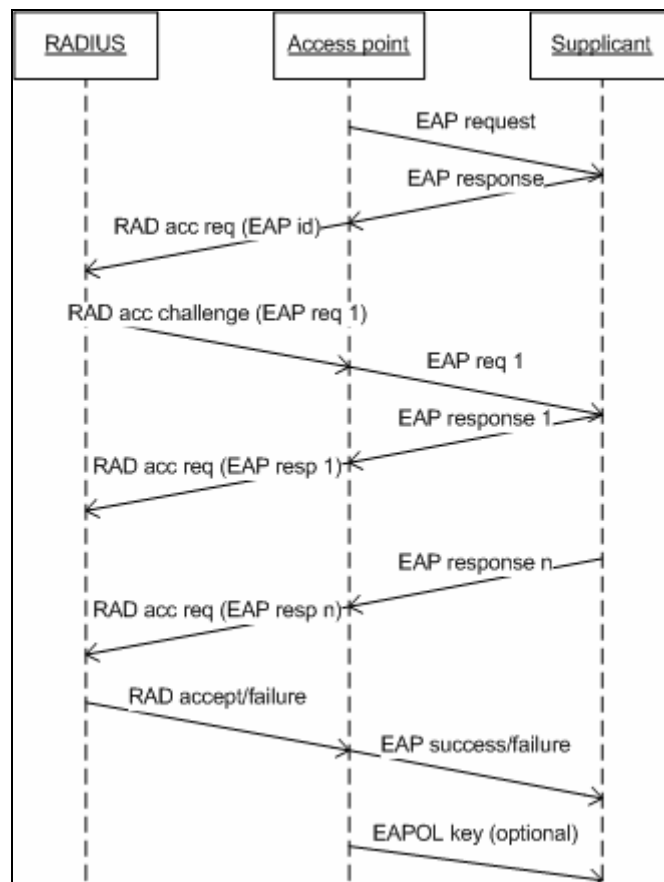 RADIUS
Access point
Supplicant
EAP request
EAP response
RAD acc req (EAP id)
RAD acc challenge (EAP req 1)
EAP req 1
EAP response 1
RAD acc req (EAP resp 1)
EAP response n
RAD acc req (EAP resp n)
RAD accept/failure
EAP success/failure
EAPOL key (optional)